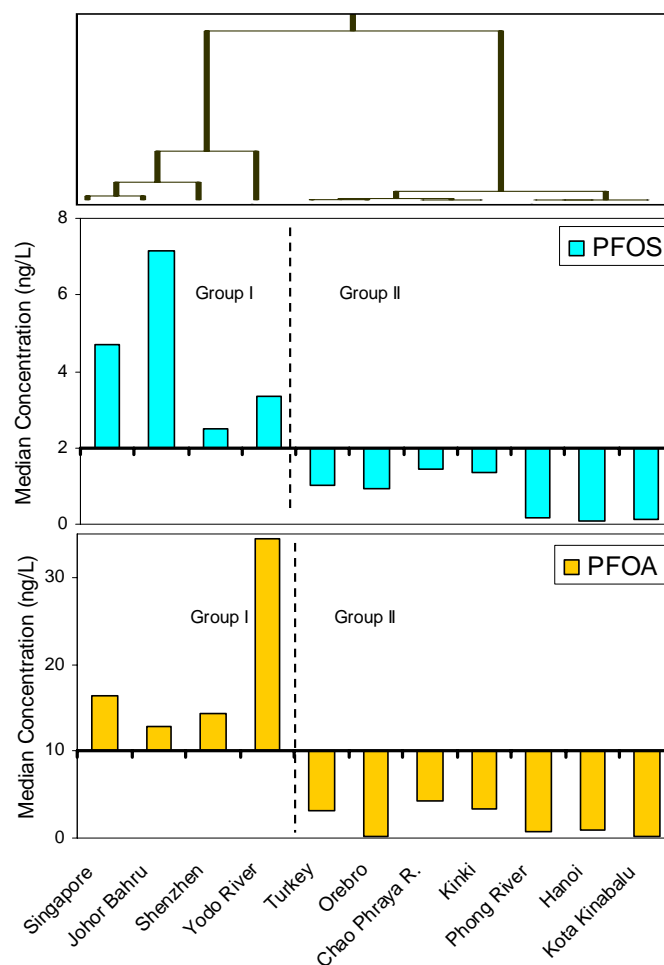 8
PFOS
6
Group I
Group II
4
2
0
Median Concentration (ng/L)
PFOA
30
Group I
Group II
20
10
0
Median Concentration (ng/L)
Singapore
Johor Bahru
Shenzhen
Yodo River
Turkey
Orebro
Chao Phraya R.
Kinki
Phong River
Hanoi
Kota Kinabalu